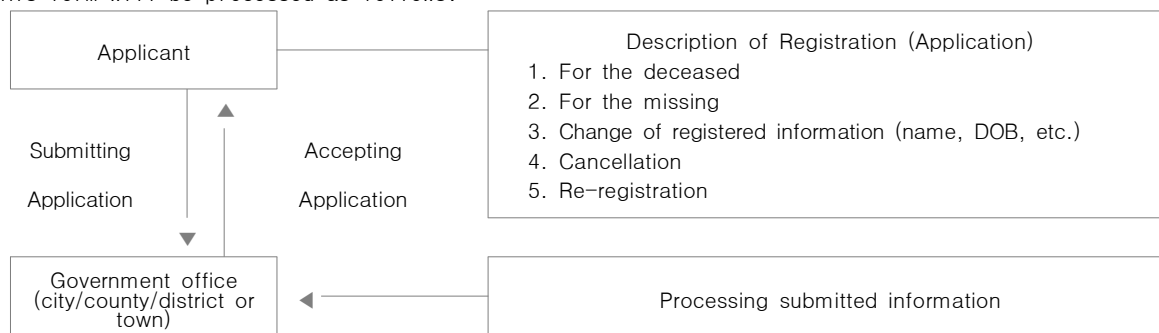 Applicant
Description of Registration (Application)
1. For the deceased
2. For the missing
3. Change of registered information (name, DOB, etc.)
4. Cancellation
5. Re-registration
Submitting
Application
Accepting
Application
Government office
(city/county/district or
town)
Processing submitted information